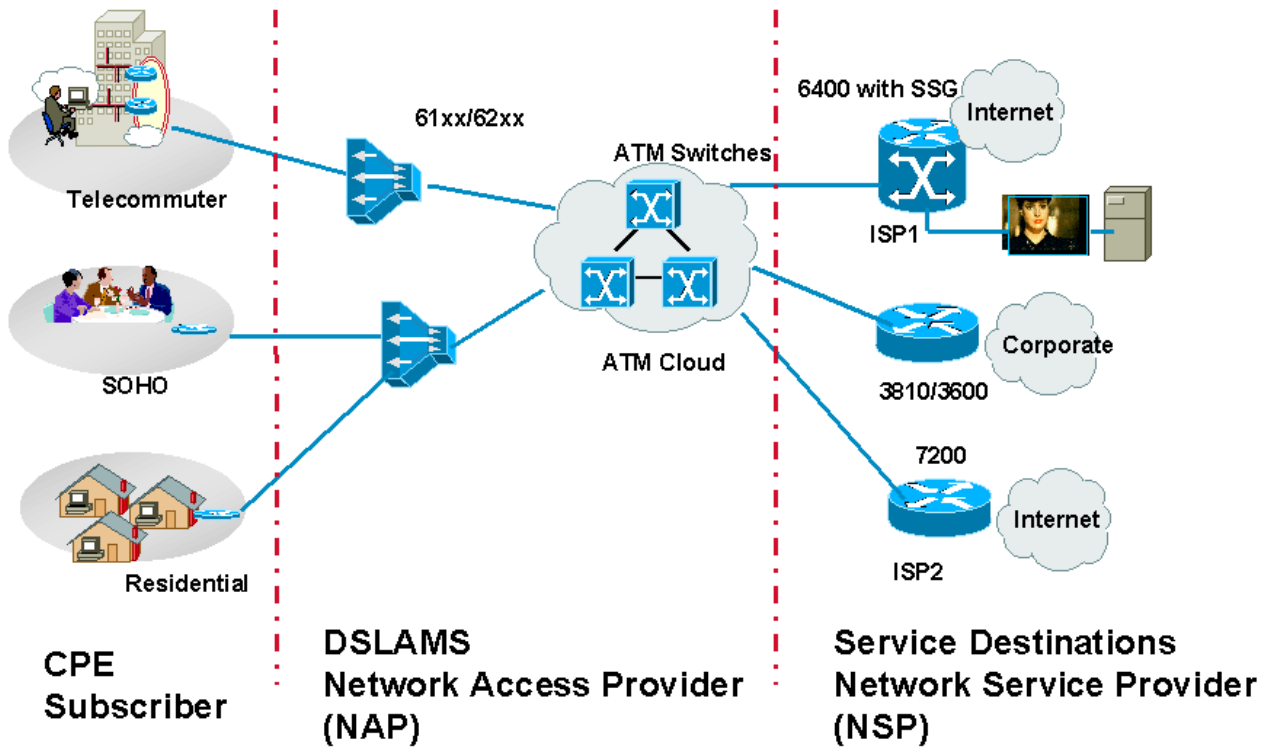 61xx/62xx
6400 with SSG
Internet
ATM Switches
Telecommuter
ISP1
Corporate
ATM Cloud
SOHO
3810/3600
7200
Internet
ISP2
Residential
CPE
Subscriber
DSLAMS
Network Access Provider
(NAP)
Service Destinations
Network Service Provider
(NSP)